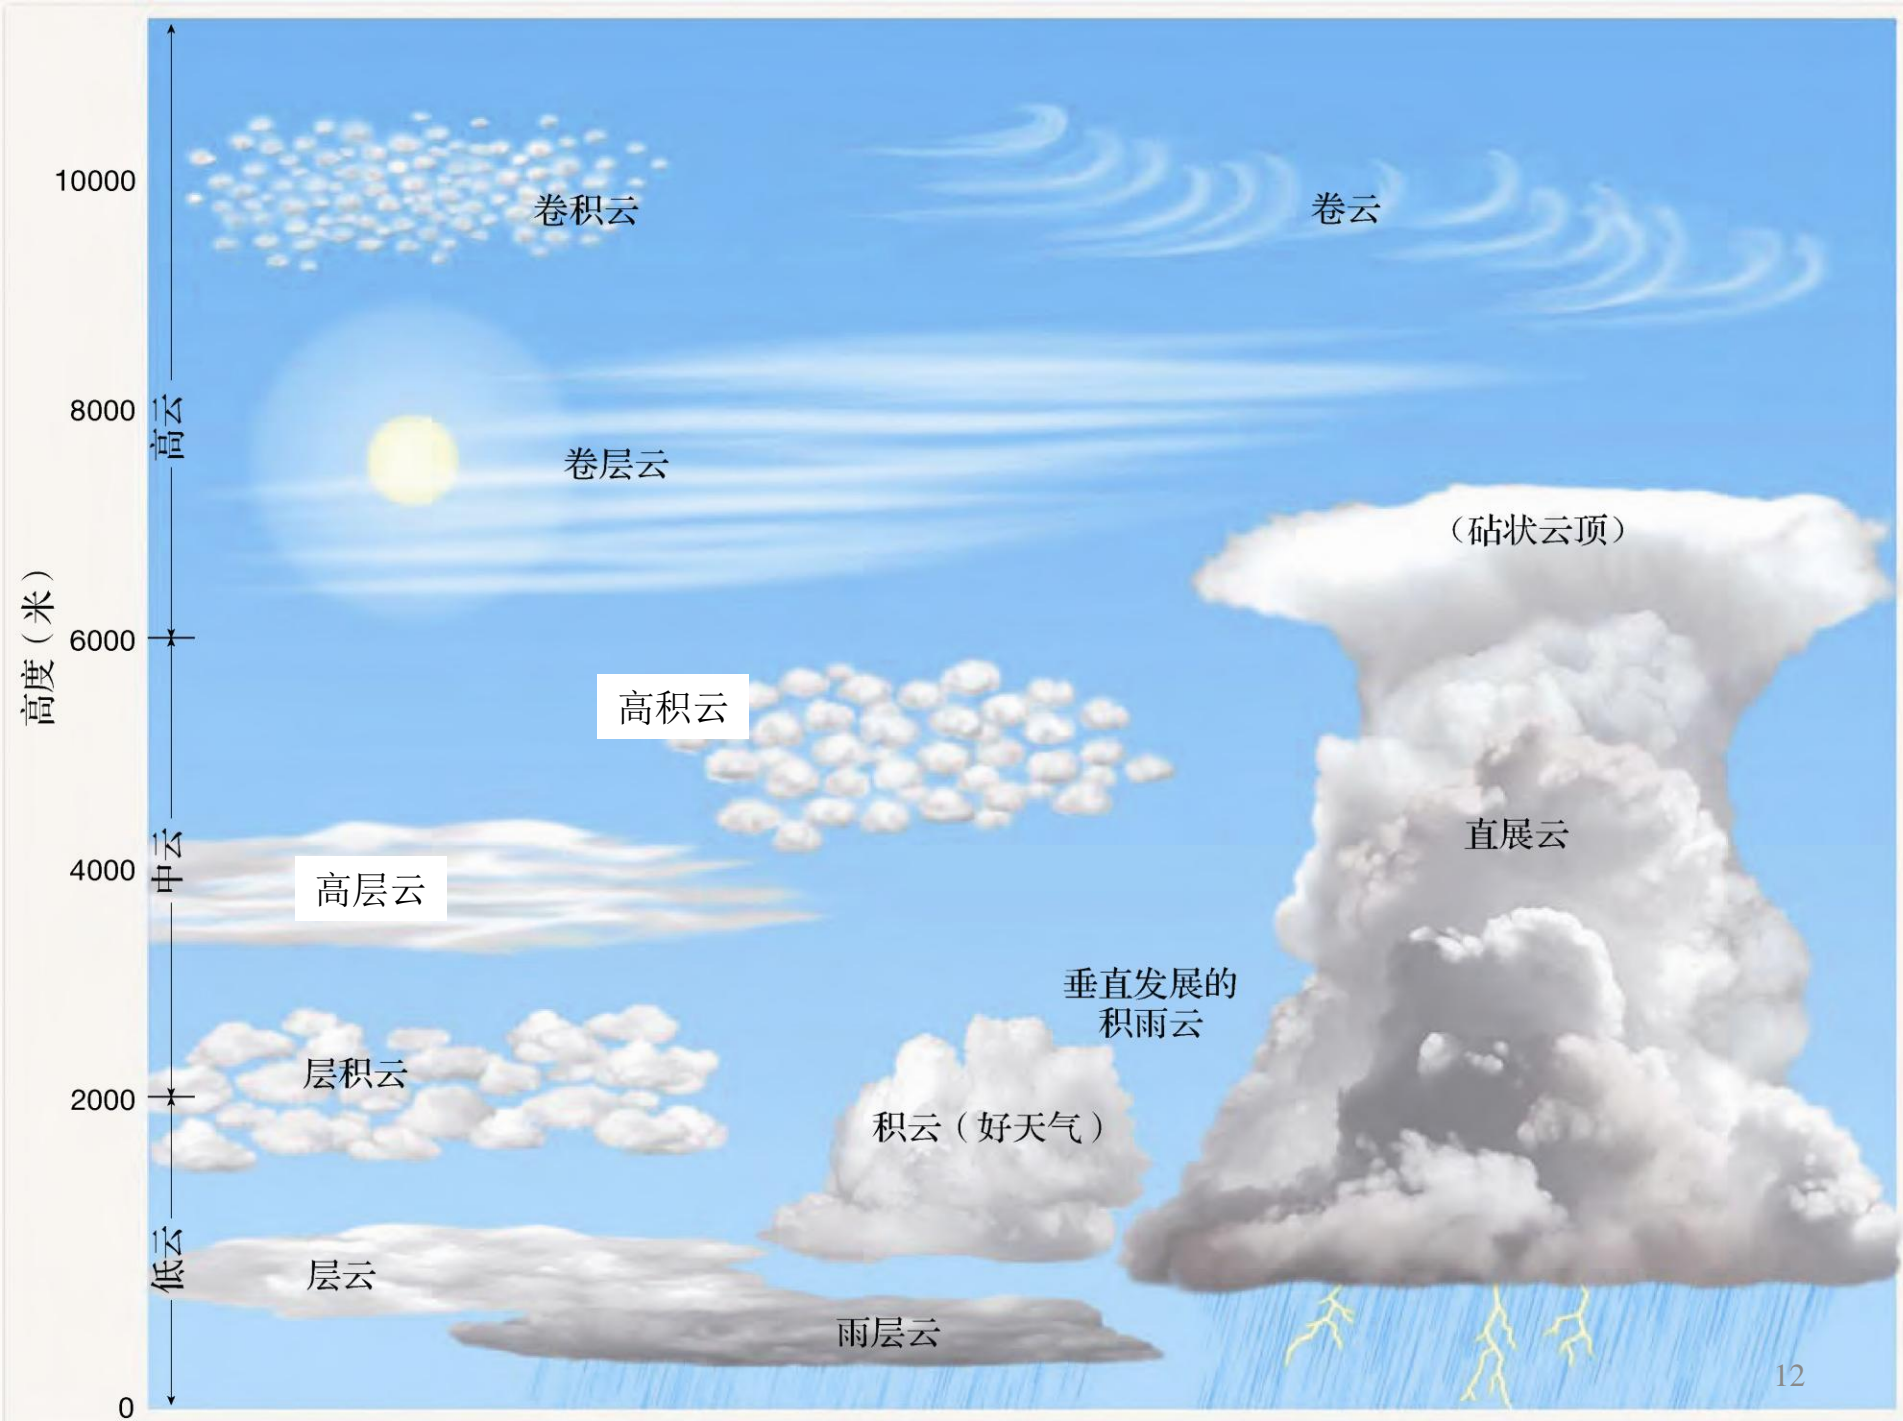 10000
8000
6000
4000
2000
0
高度（米）
高云
中云
低云
卷积云
卷云
卷层云
（砧状云顶）
高积云
直展云
高层云
垂直发展的
积雨云
层积云
积云（好天气）
层云
雨层云
12